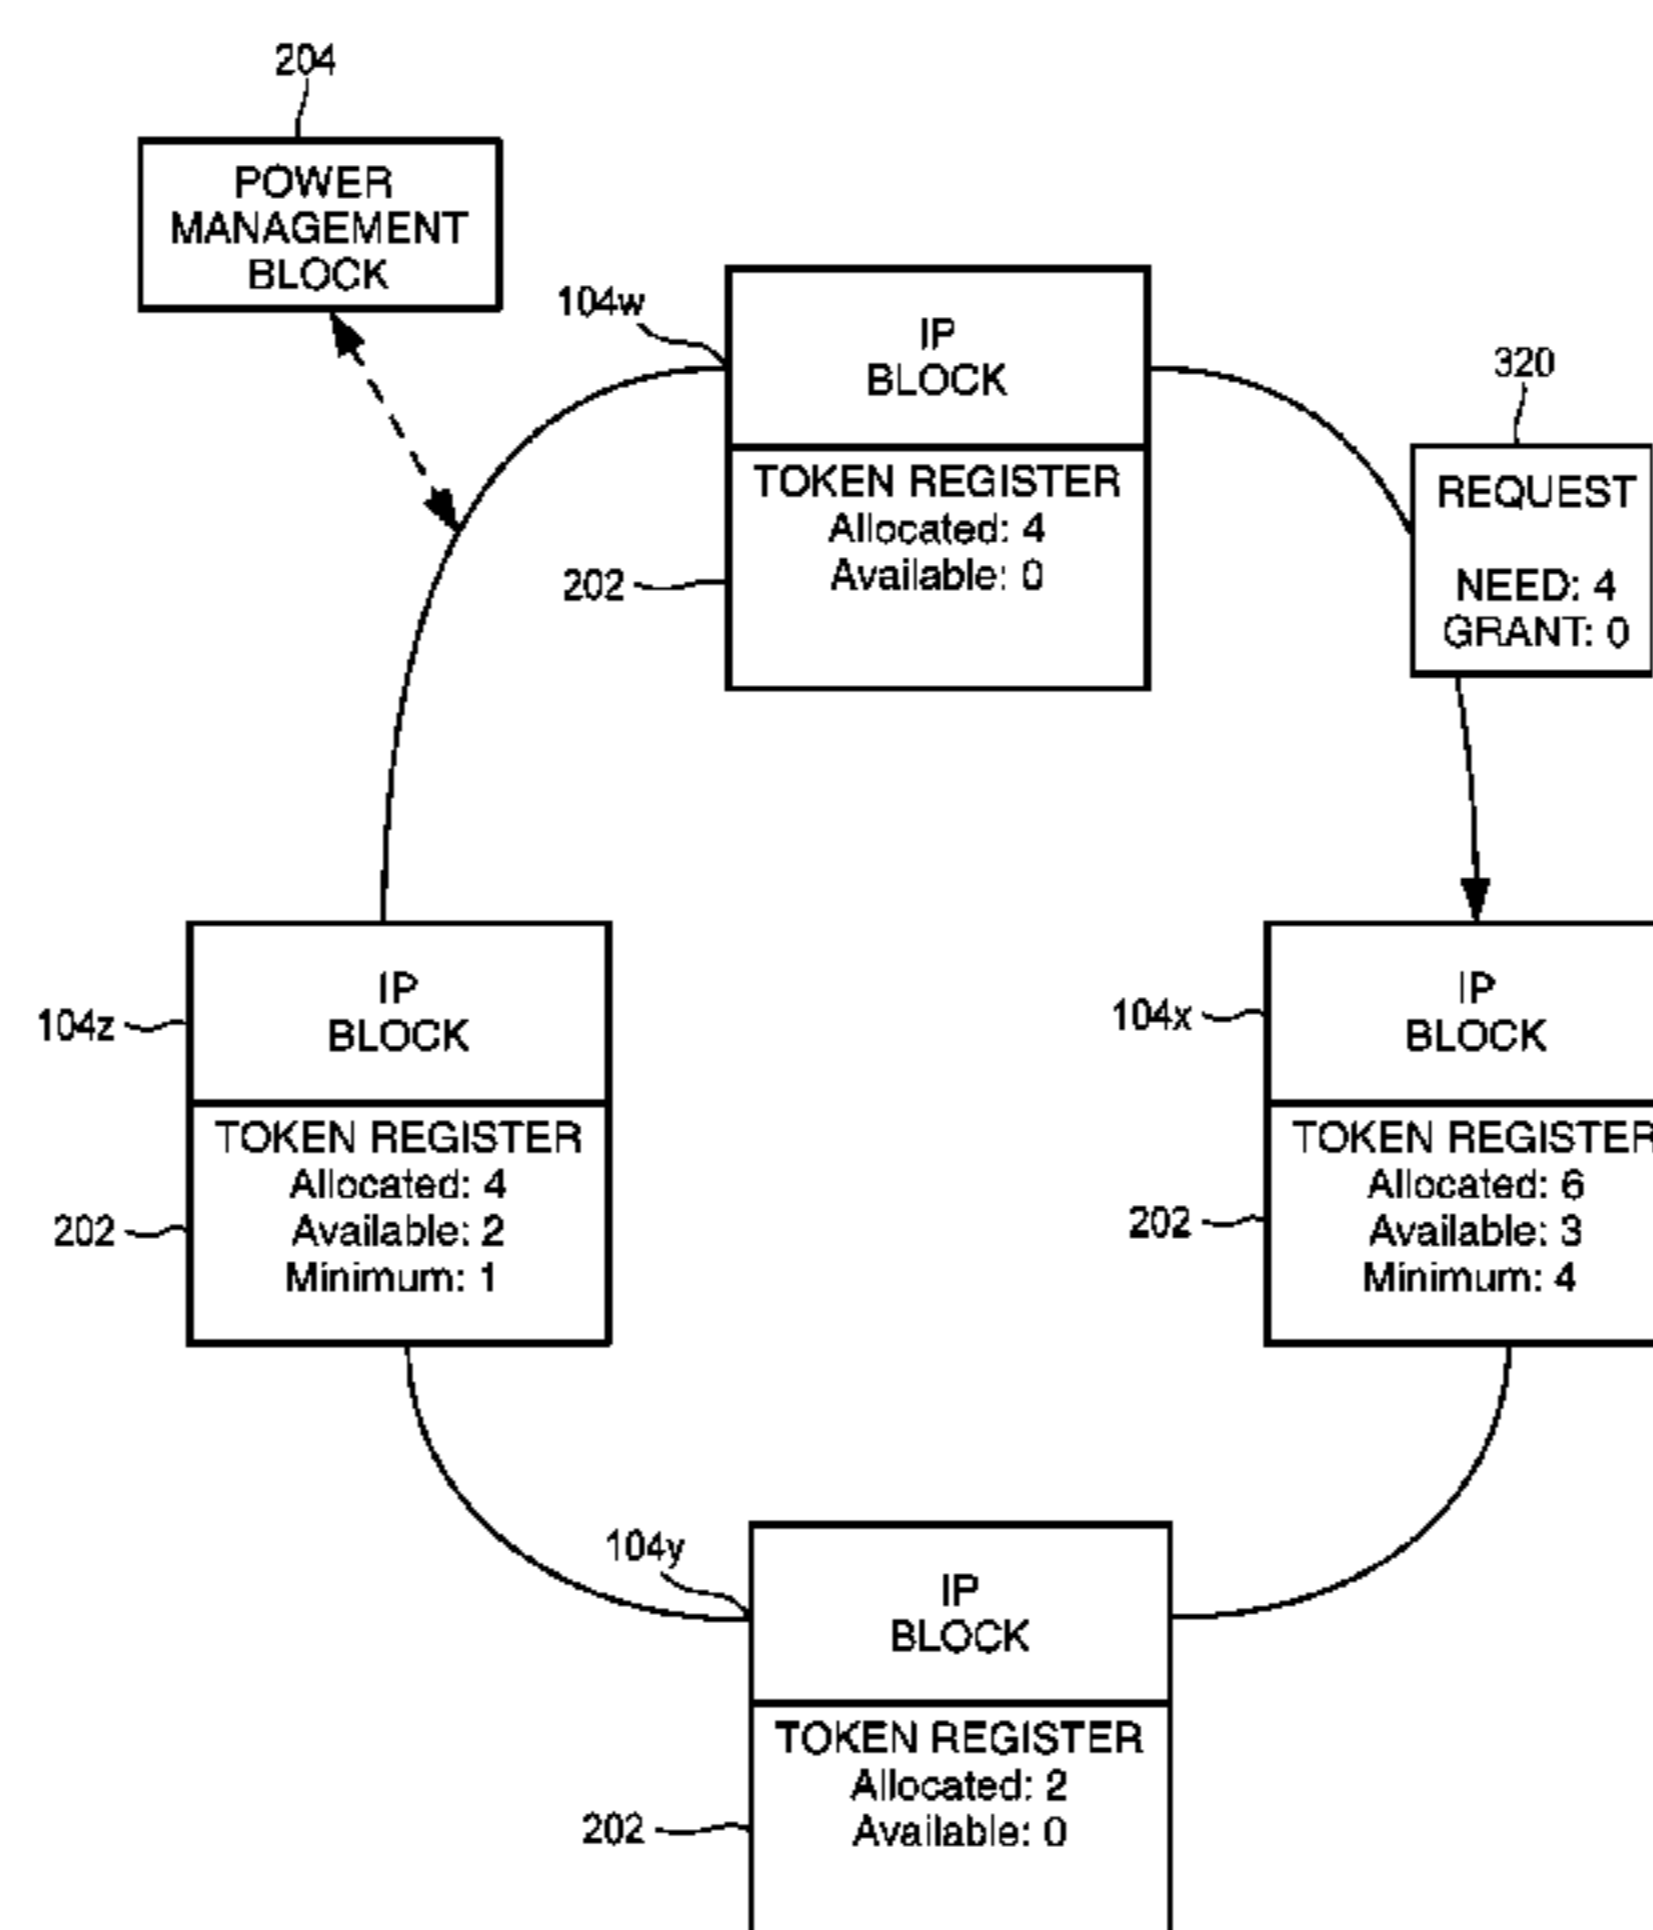 204
POWER
MANAGEMENT
BLOCK
104w
IP
BLOCK
TOKEN REGISTER
Allocated: 4
Available: 0
202
320
REQUEST
NEED: 4
GRANT: 0
104z
IP
BLOCK
TOKEN REGISTER
Allocated: 4
Available: 2
Minimum: 1
202
104x
IP
BLOCK
TOKEN REGISTER
Allocated: 6
Available: 3
Minimum: 4
202
104y
IP
BLOCK
TOKEN REGISTER
Allocated: 2
Available: 0
202